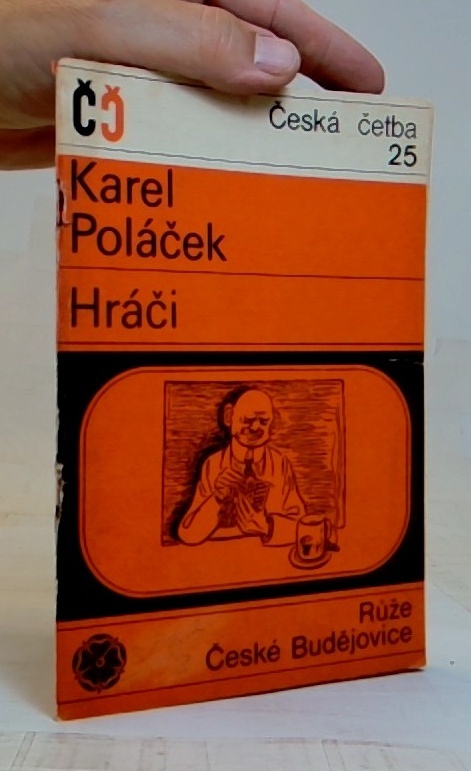 ČČ
Česká četba
25
Karel
Poláček
Hráči
Růže
České Budějovice